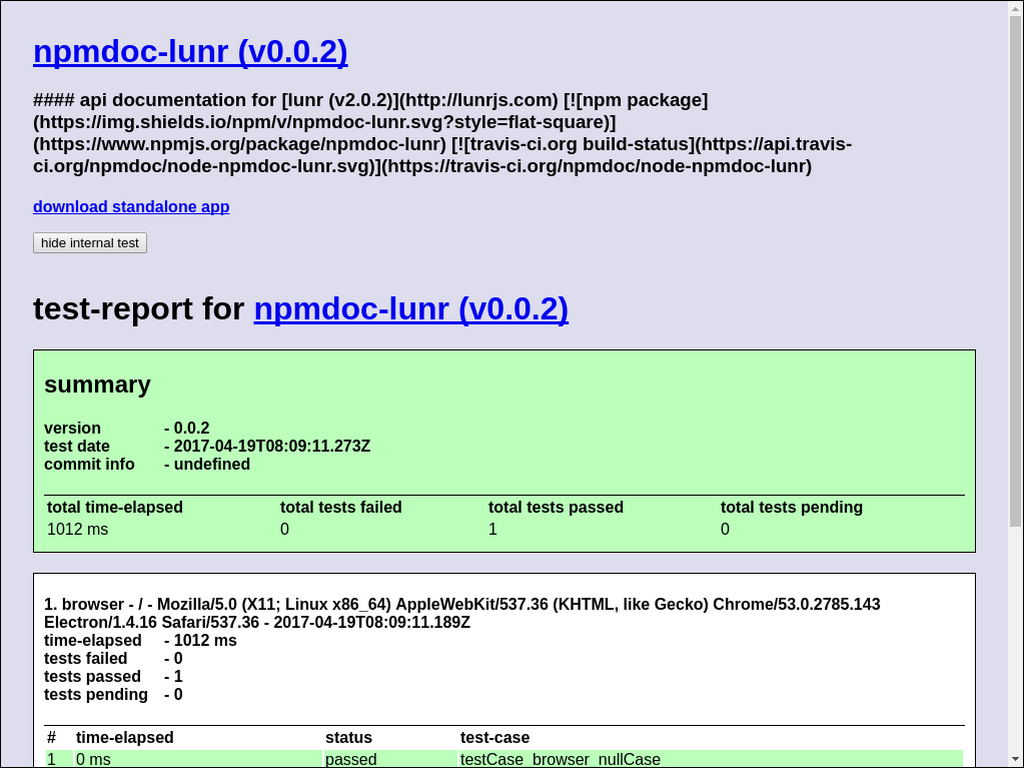 npmdoc-lunr (v0.0.2)
#### api documentation for [lunr (v2.0.2)](http://lunrjs.com) [![npm package]
(https://img.shields.io/npm/v/npmdoc-lunr.svg?style=flat-square)]
(https://www.npmjs.org/package/npmdoc-lunr) [![travis-ci.org build-status](https://api.travis-
ci.org/npmdoc/node-npmdoc-lunr.svg)](https://travis-ci.org/npmdoc/node-npmdoc-lunr)
download standalone app
hide internal test
test-report for npmdoc-lunr (v0.0.2)
summary
version - 0.0.2
test date - 2017-04-19T08:09:11.273Z
commit info - undefined
total time-elapsed total tests failed total tests passed total tests pending
1012 ms 0 1 0
1. browser - / - Mozilla/5.0 (X11; Linux x86_64) AppleWebKit/537.36 (KHTML, like Gecko) Chrome/53.0.2785.143
Electron/1.4.16 Safari/537.36 - 2017-04-19T08:09:11.189Z
time-elapsed - 1012 ms
tests failed - 0
tests passed - 1
tests pending - 0
# time-elapsed status test-case
1 0 ms passed testCase_browser_nullCase